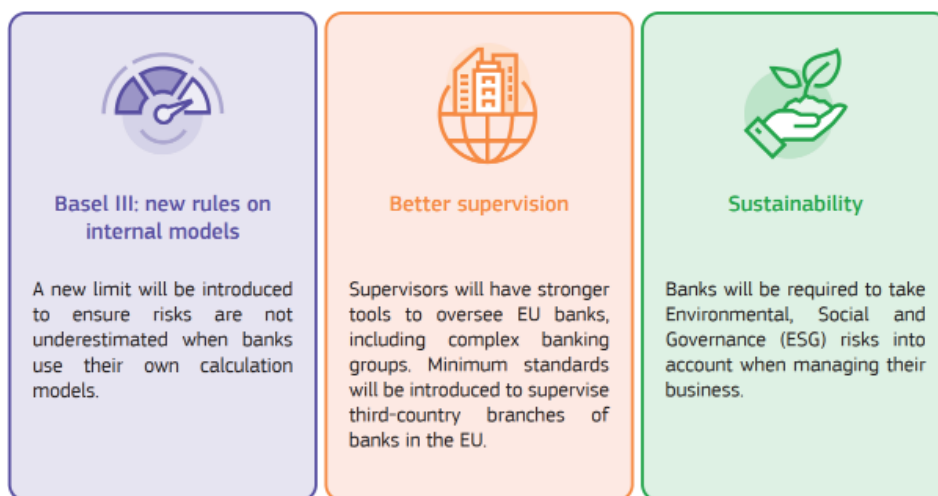 Basel III: new rules on
internal models
A new limit will be introduced
to ensure risks are not
underestimated when banks
use their own calculation
models.
Better supervision
Supervisors will have stronger
tools to oversee EU banks,
including complex banking
groups. Minimum standards
will be introduced to supervise
third-country branches of
banks in the EU.
Sustainability
Banks will be required to take
Environmental, Social and
Governance (ESG) risks into
account when managing their
business.